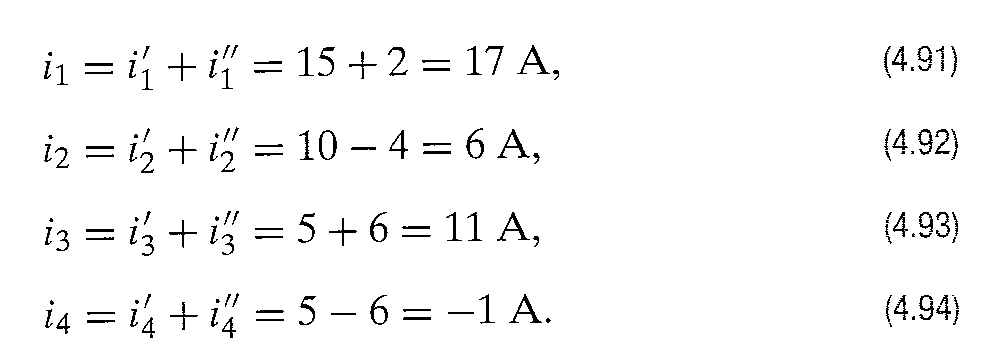 i₁ = i₁′ + i₁″ = 15 + 2 = 17 A, (4.91)
i₂ = i₂′ + i₂″ = 10 − 4 = 6 A, (4.92)
i₃ = i₃′ + i₃″ = 5 + 6 = 11 A, (4.93)
i₄ = i₄′ + i₄″ = 5 − 6 = −1 A. (4.94)